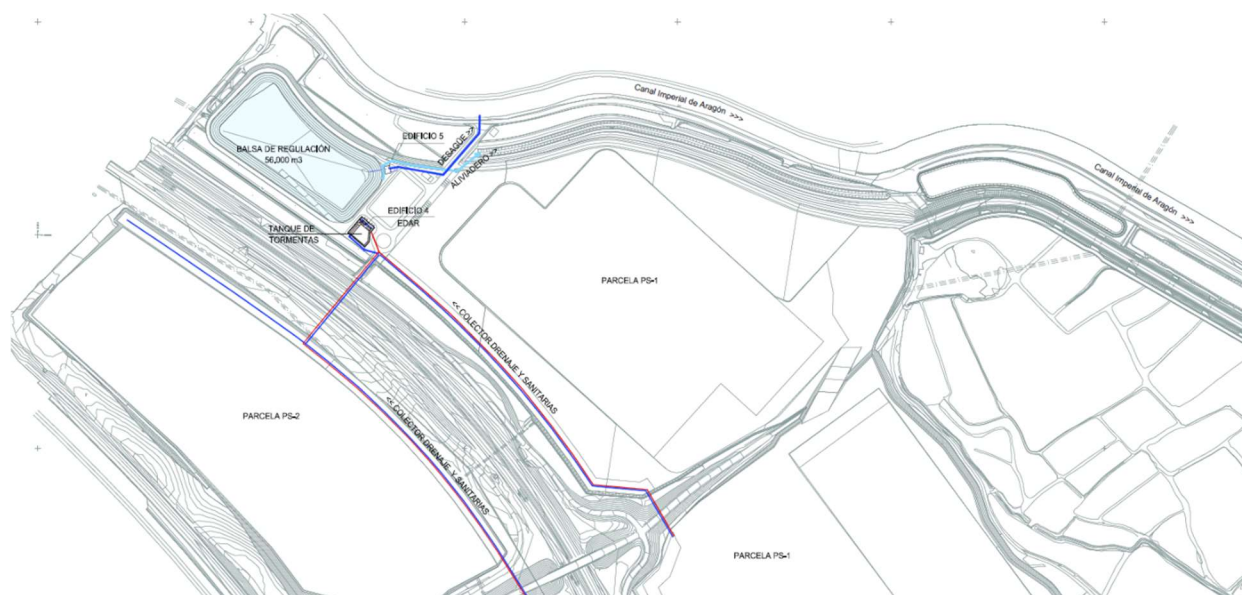 Canal Imperial de Aragón >>>
EDIFICIO 5
DESAGÜE >>
BALSA DE REGULACIÓN
56,000 m3
ALIVIADERO >>
Canal Imperial de Aragón >>>
EDIFICIO 4
EDAR
TANQUE DE
TORMENTAS
PARCELA PS-1
<< COLECTOR DRENAJE Y SANITARIAS
PARCELA PS-2
<< COLECTOR DRENAJE Y SANITARIAS
PARCELA PS-1